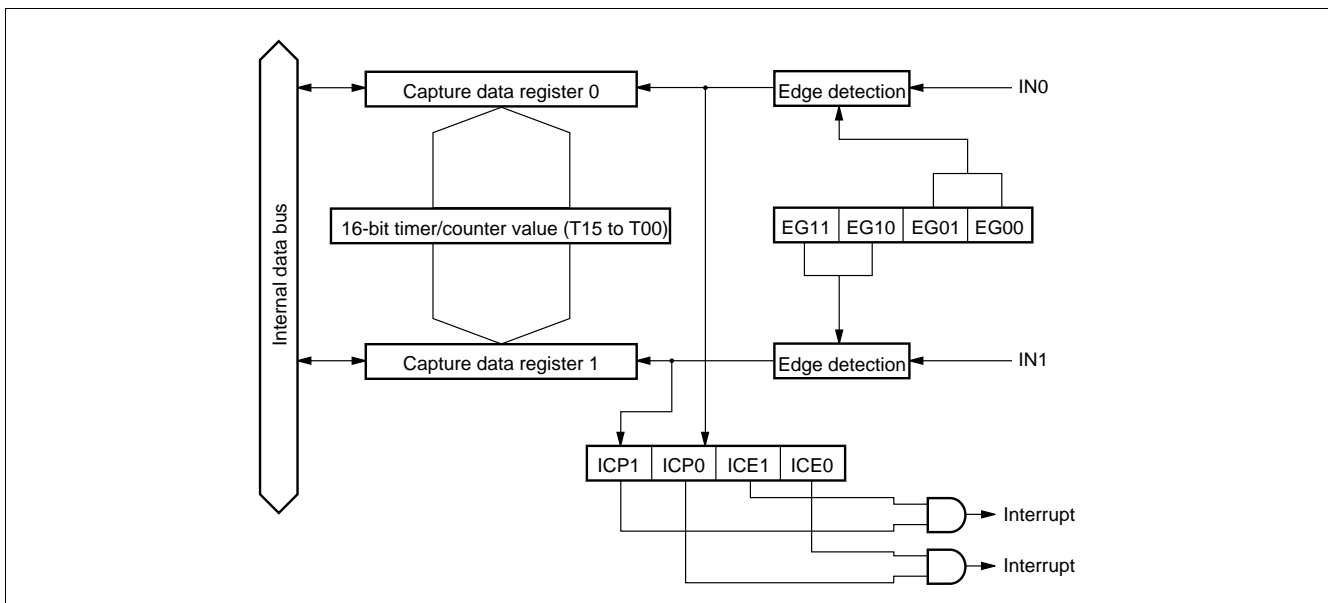 Capture data register 0
Edge detection
IN0
Internal data bus
16-bit timer/counter value (T15 to T00)
EG11 EG10 EG01 EG00
Capture data register 1
Edge detection
IN1
ICP1 ICP0 ICE1 ICE0
Interrupt
Interrupt